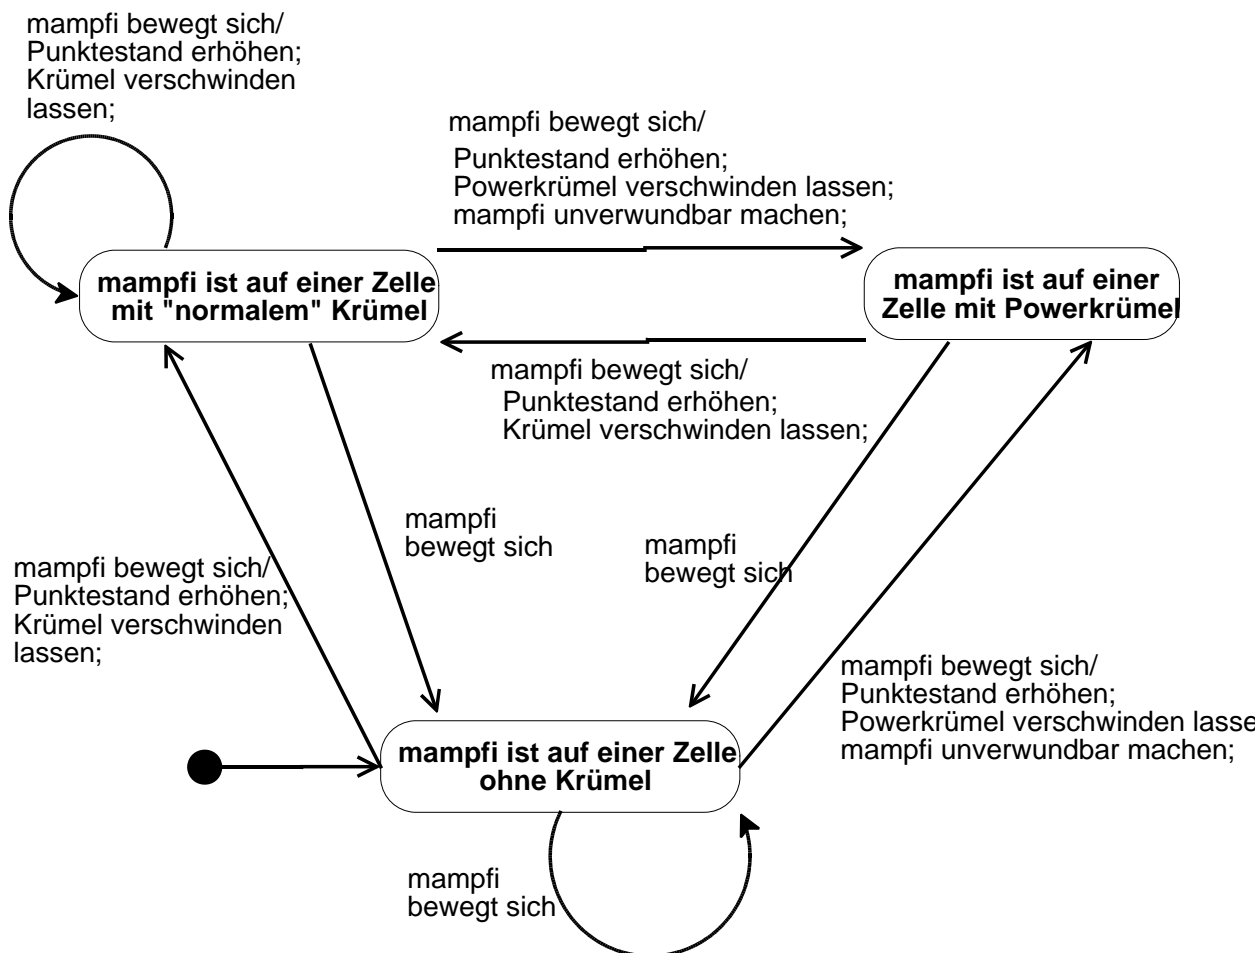 mampfi bewegt sich/
Punktestand erhöhen;
Krümel verschwinden
lassen;
mampfi bewegt sich/
Punktestand erhöhen;
Powerkrümel verschwinden lassen;
mampfi unverwundbar machen;
mampfi ist auf einer Zelle
mit "normalem" Krümel
mampfi ist auf einer
Zelle mit Powerkrümel
mampfi bewegt sich/
Punktestand erhöhen;
Krümel verschwinden lassen;
mampfi
bewegt sich
mampfi
bewegt sich
mampfi bewegt sich/
Punktestand erhöhen;
Krümel verschwinden
lassen;
mampfi bewegt sich/
Punktestand erhöhen;
Powerkrümel verschwinden lasse
mampfi unverwundbar machen;
mampfi ist auf einer Zelle
ohne Krümel
mampfi
bewegt sich